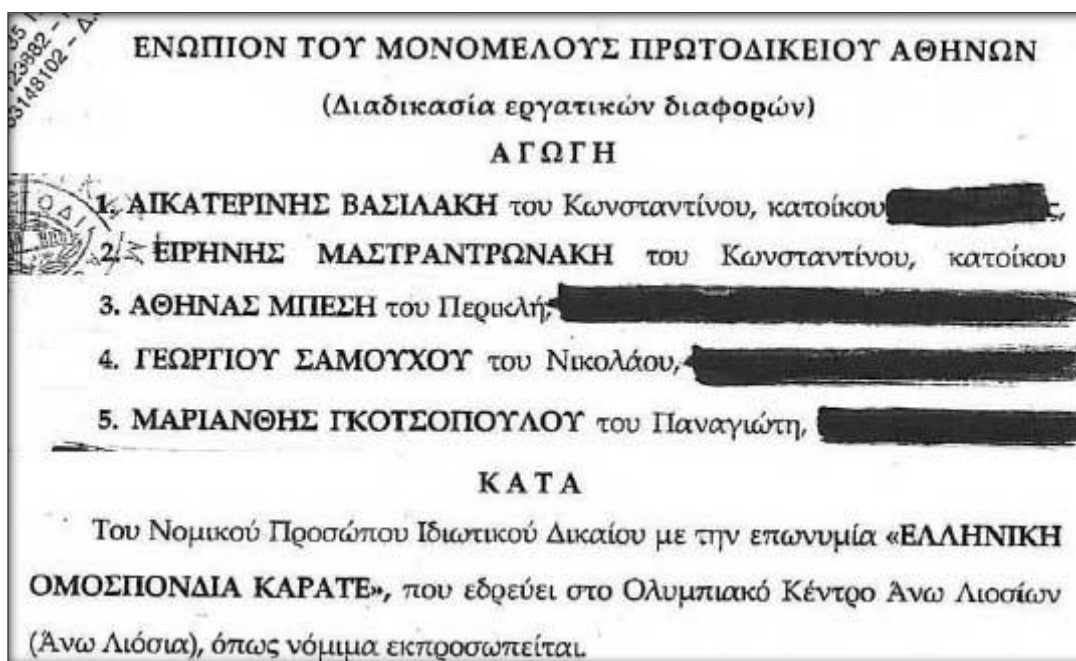 35
23882 -
53148102 - Δ.
ΕΝΩΠΙΟΝ ΤΟΥ ΜΟΝΟΜΕΛΟΥΣ ΠΡΩΤΟΔΙΚΕΙΟΥ ΑΘΗΝΩΝ
(Διαδικασία εργατικών διαφορών)
ΑΓΩΓΗ
1. ΑΙΚΑΤΕΡΙΝΗΣ ΒΑΣΙΛΑΚΗ του Κωνσταντίνου, κατοίκου ς,
2. ΕΙΡΗΝΗΣ ΜΑΣΤΡΑΝΤΡΩΝΑΚΗ του Κωνσταντίνου, κατοίκου
3. ΑΘΗΝΑΣ ΜΠΕΣΗ του Περικλή,
4. ΓΕΩΡΓΙΟΥ ΣΑΜΟΥΧΟΥ του Νικολάου,
5. ΜΑΡΙΑΝΘΗΣ ΓΚΟΤΣΟΠΟΥΛΟΥ του Παναγιώτη,
ΚΑΤΑ
Του Νομικού Προσώπου Ιδιωτικού Δικαίου με την επωνυμία «ΕΛΛΗΝΙΚΗ
ΟΜΟΣΠΟΝΔΙΑ ΚΑΡΑΤΕ», που εδρεύει στο Ολυμπιακό Κέντρο Άνω Λιοσίων
(Άνω Λιόσια), όπως νόμιμα εκπροσωπείται.